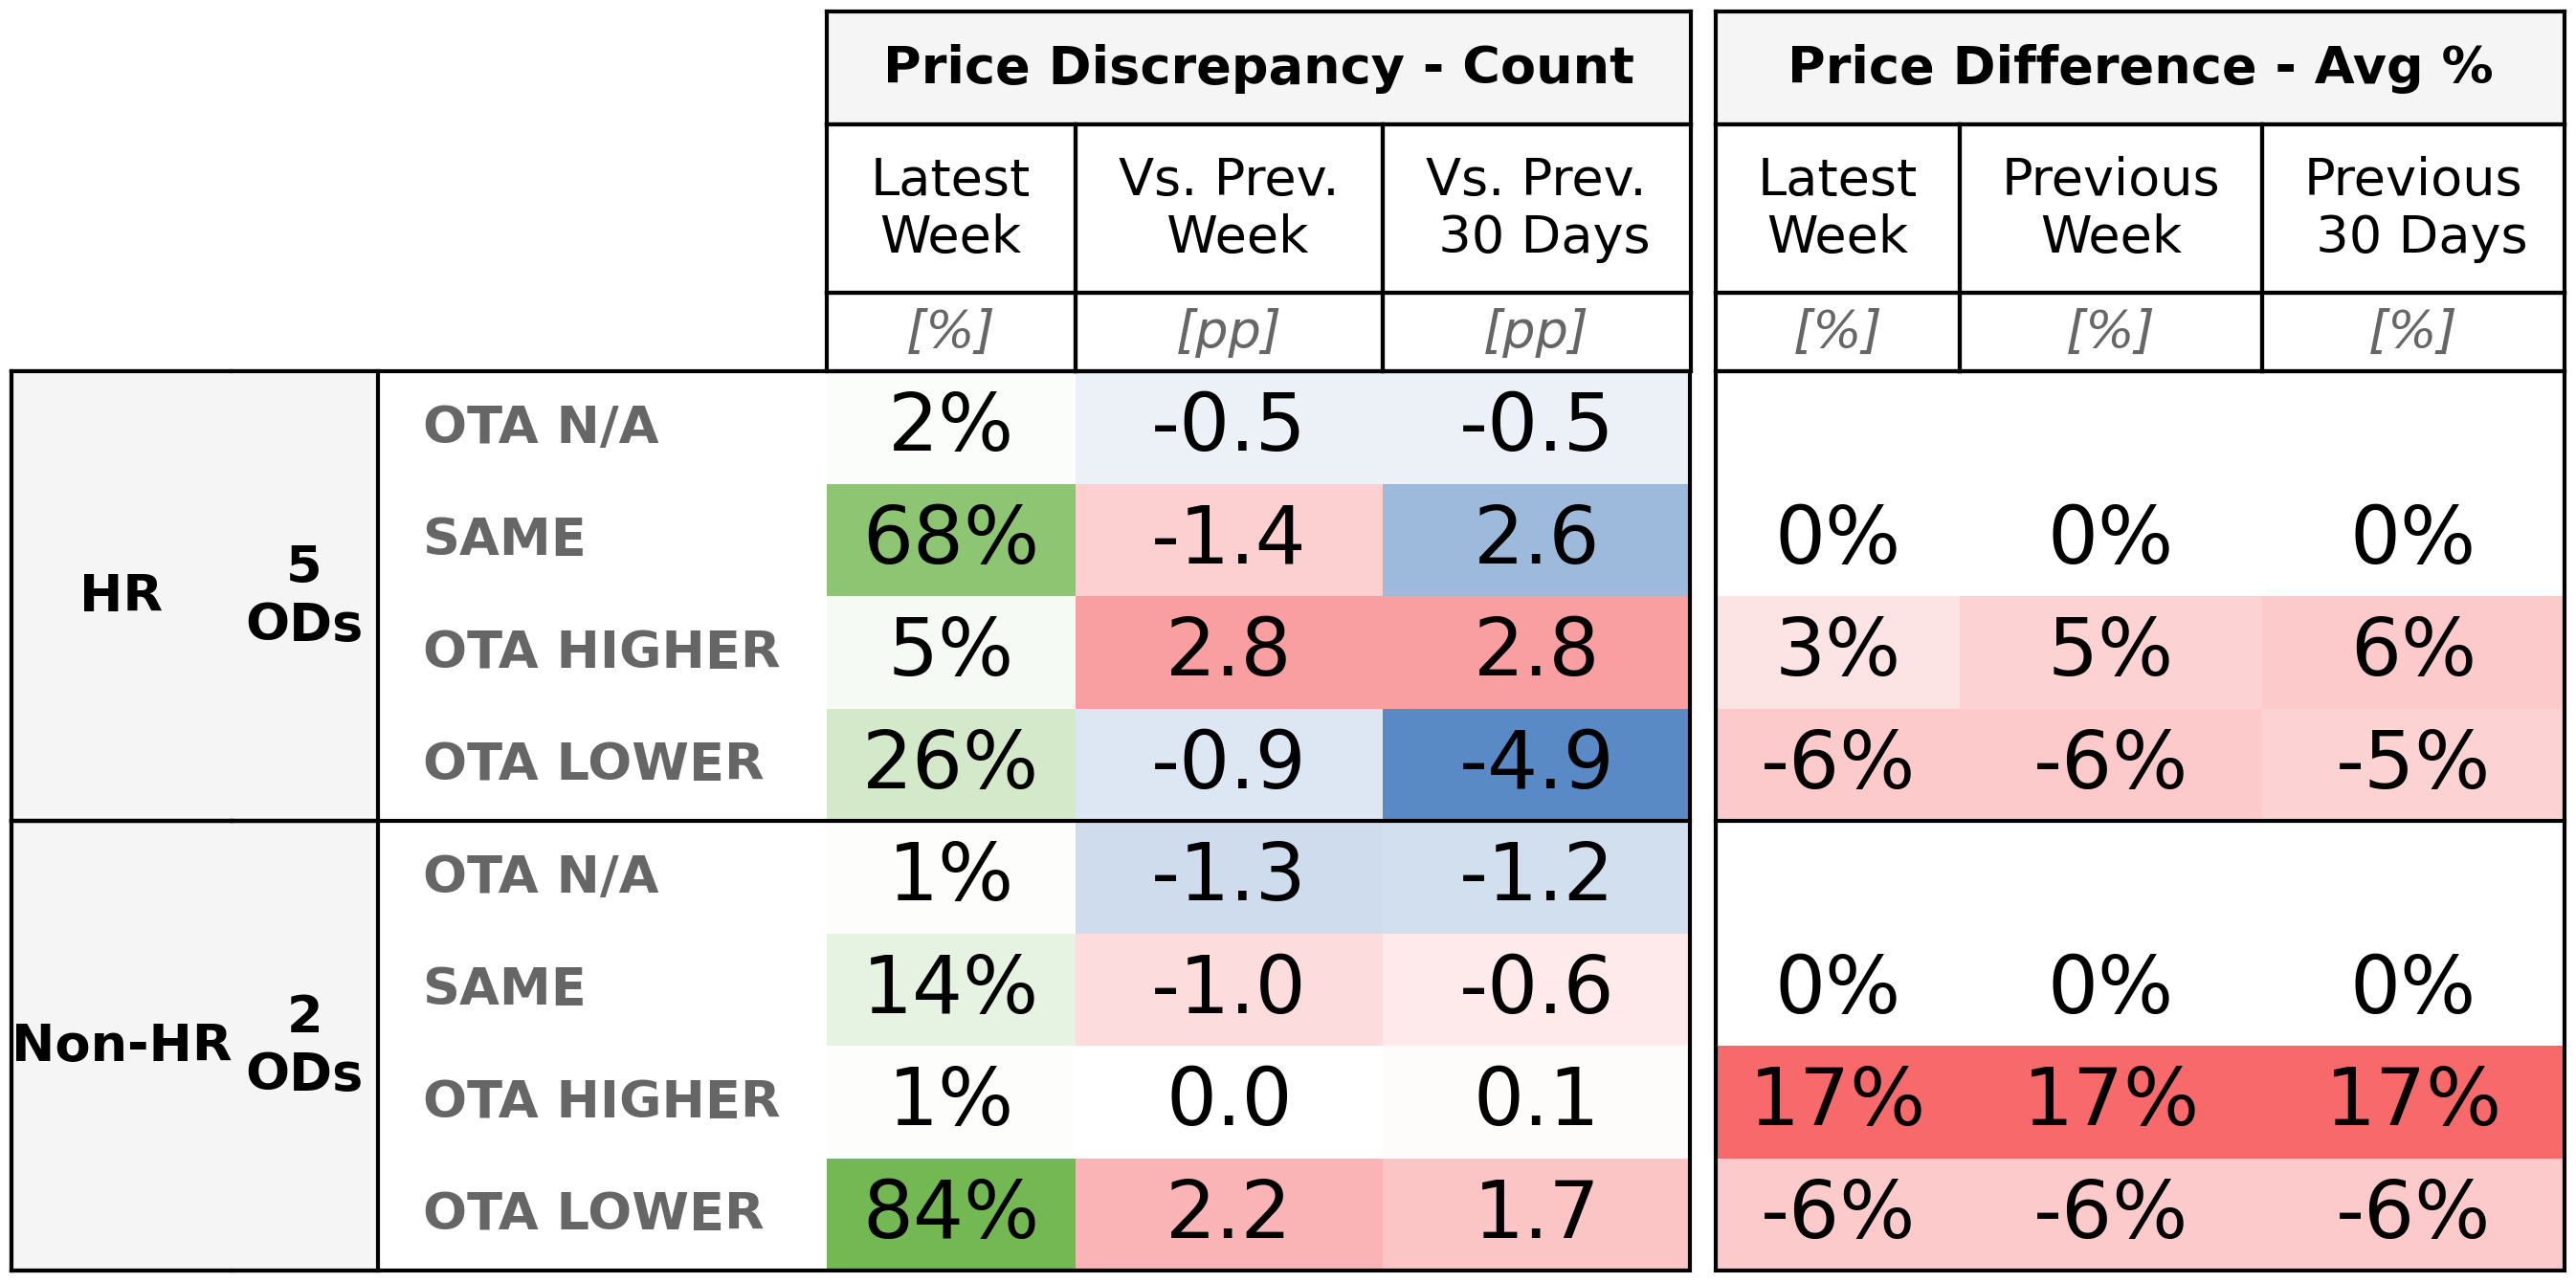 Price Discrepancy - Count Price Difference - Avg %
Latest Week Vs. Prev. Week Vs. Prev. 30 Days Latest Week Previous Week Previous 30 Days
[%] [pp] [pp] [%] [%] [%]
HR 5 ODs
OTA N/A 2% -0.5 -0.5
SAME 68% -1.4 2.6 0% 0% 0%
OTA HIGHER 5% 2.8 2.8 3% 5% 6%
OTA LOWER 26% -0.9 -4.9 -6% -6% -5%
Non-HR 2 ODs
OTA N/A 1% -1.3 -1.2
SAME 14% -1.0 -0.6 0% 0% 0%
OTA HIGHER 1% 0.0 0.1 17% 17% 17%
OTA LOWER 84% 2.2 1.7 -6% -6% -6%